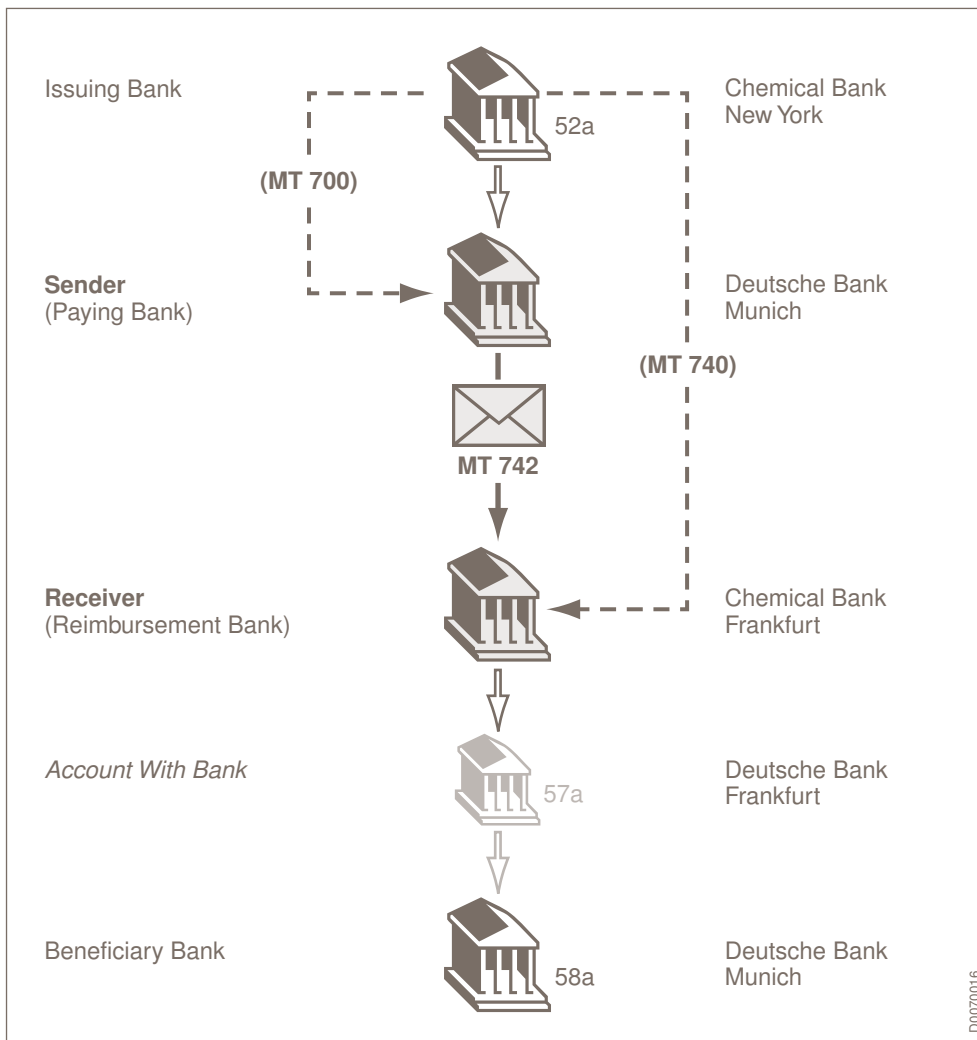 Issuing Bank
52a
Chemical Bank
New York
(MT 700)
Sender
(Paying Bank)
Deutsche Bank
Munich
(MT 740)
MT 742
Receiver
(Reimbursement Bank)
Chemical Bank
Frankfurt
Account With Bank
57a
Deutsche Bank
Frankfurt
Beneficiary Bank
58a
Deutsche Bank
Munich
D0070016